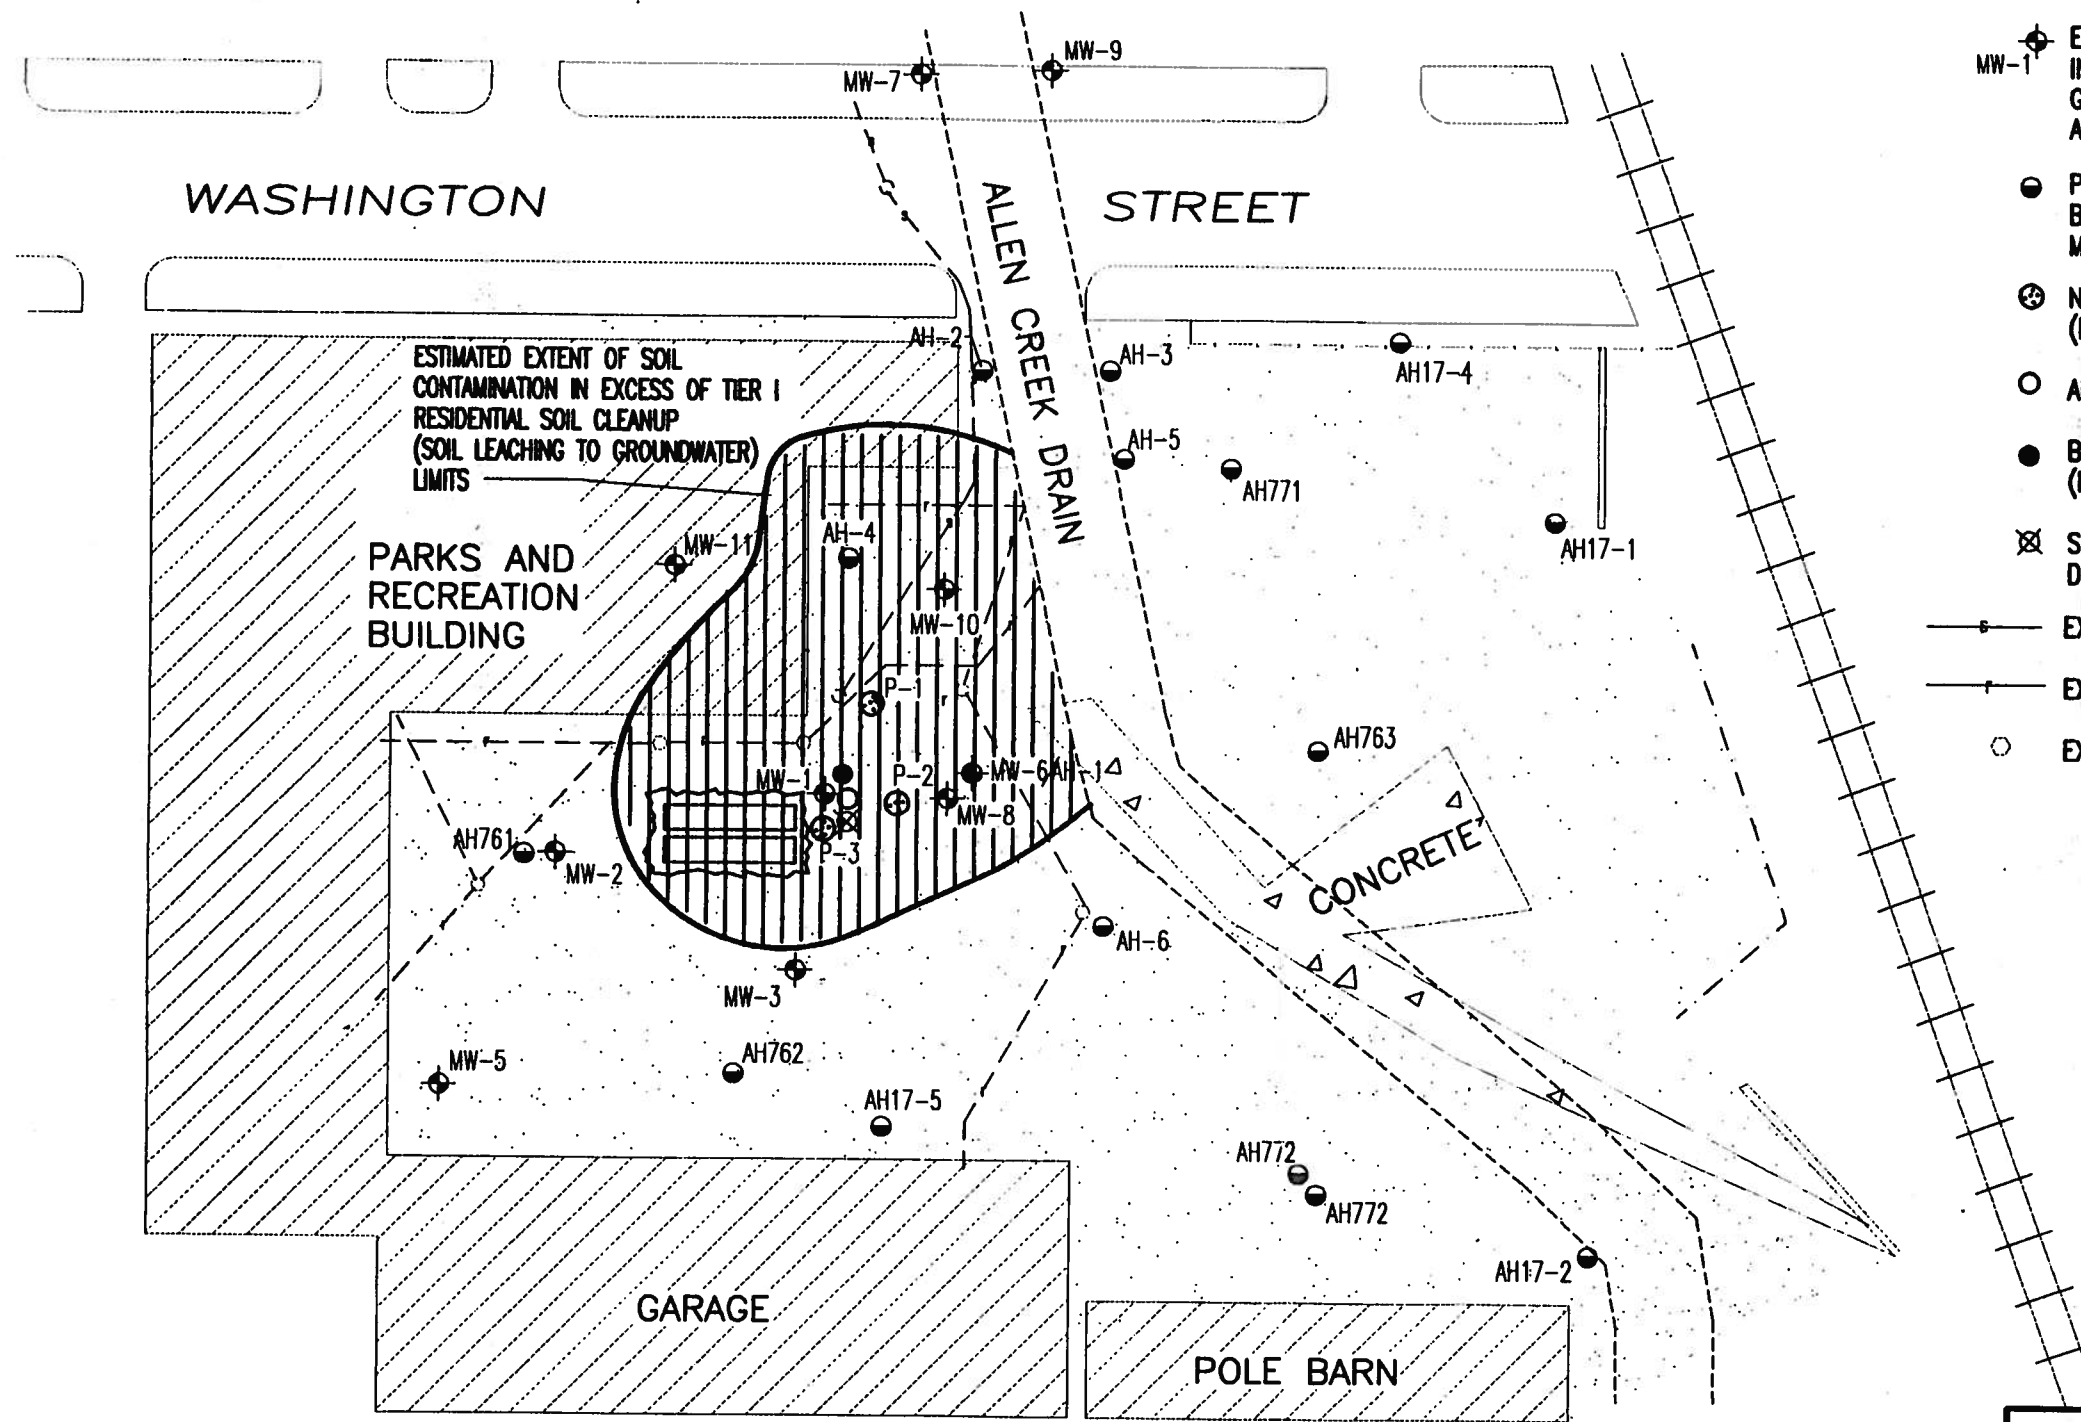 MW-9
MW-7
MW-1
E
G
A
WASHINGTON
STREET
P
B
M
ALLEN CREEK DRAIN
N
(
AH-2
AH-3
AH17-4
A
ESTIMATED EXTENT OF SOIL
CONTAMINATION IN EXCESS OF TIER I
RESIDENTIAL SOIL CLEANUP
(SOIL LEACHING TO GROUNDWATER)
LIMITS
AH-5
AH771
B
(
AH17-1
S
D
AH-4
MW-11
PARKS AND
RECREATION
BUILDING
MW-10
EX
EX
EX
P-1
AH763
MW-1
P-2
MW-6
AH-1
MW-8
P-3
AH761
MW-2
CONCRETE
AH-6
MW-3
MW-5
AH762
AH17-5
AH772
AH772
AH17-2
GARAGE
POLE BARN